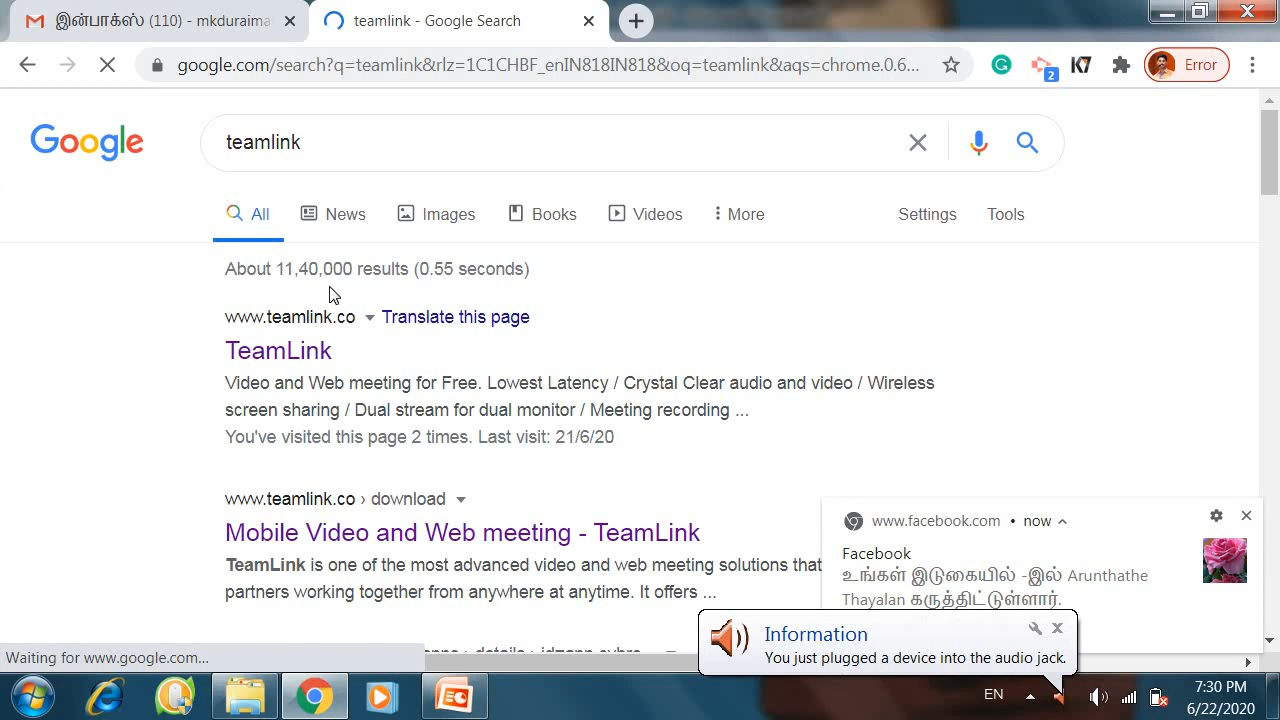 இன்பாக்ஸ் (110) - mkduraima
teamlink - Google Search
google.com/search?q=teamlink&rlz=1C1CHBF_enIN818IN818&oq=teamlink&aqs=chrome.0.6...
2
K7
Error
Google
teamlink
All
News
Images
Books
Videos
More
Settings
Tools
About 11,40,000 results (0.55 seconds)
www.teamlink.co
Translate this page
TeamLink
Video and Web meeting for Free. Lowest Latency / Crystal Clear audio and video / Wireless
screen sharing / Dual stream for dual monitor / Meeting recording ...
You've visited this page 2 times. Last visit: 21/6/20
www.teamlink.co › download
Mobile Video and Web meeting - TeamLink
TeamLink is one of the most advanced video and web meeting solutions that
partners working together from anywhere at anytime. It offers ...
www.facebook.com • now
Facebook
உங்கள் இடுகையில் -இல் Arunthathe
Thayalan கருத்திட்டுள்ளார்.
Information
You just plugged a device into the audio jack.
Waiting for www.google.com...
EN
7:30 PM
6/22/2020